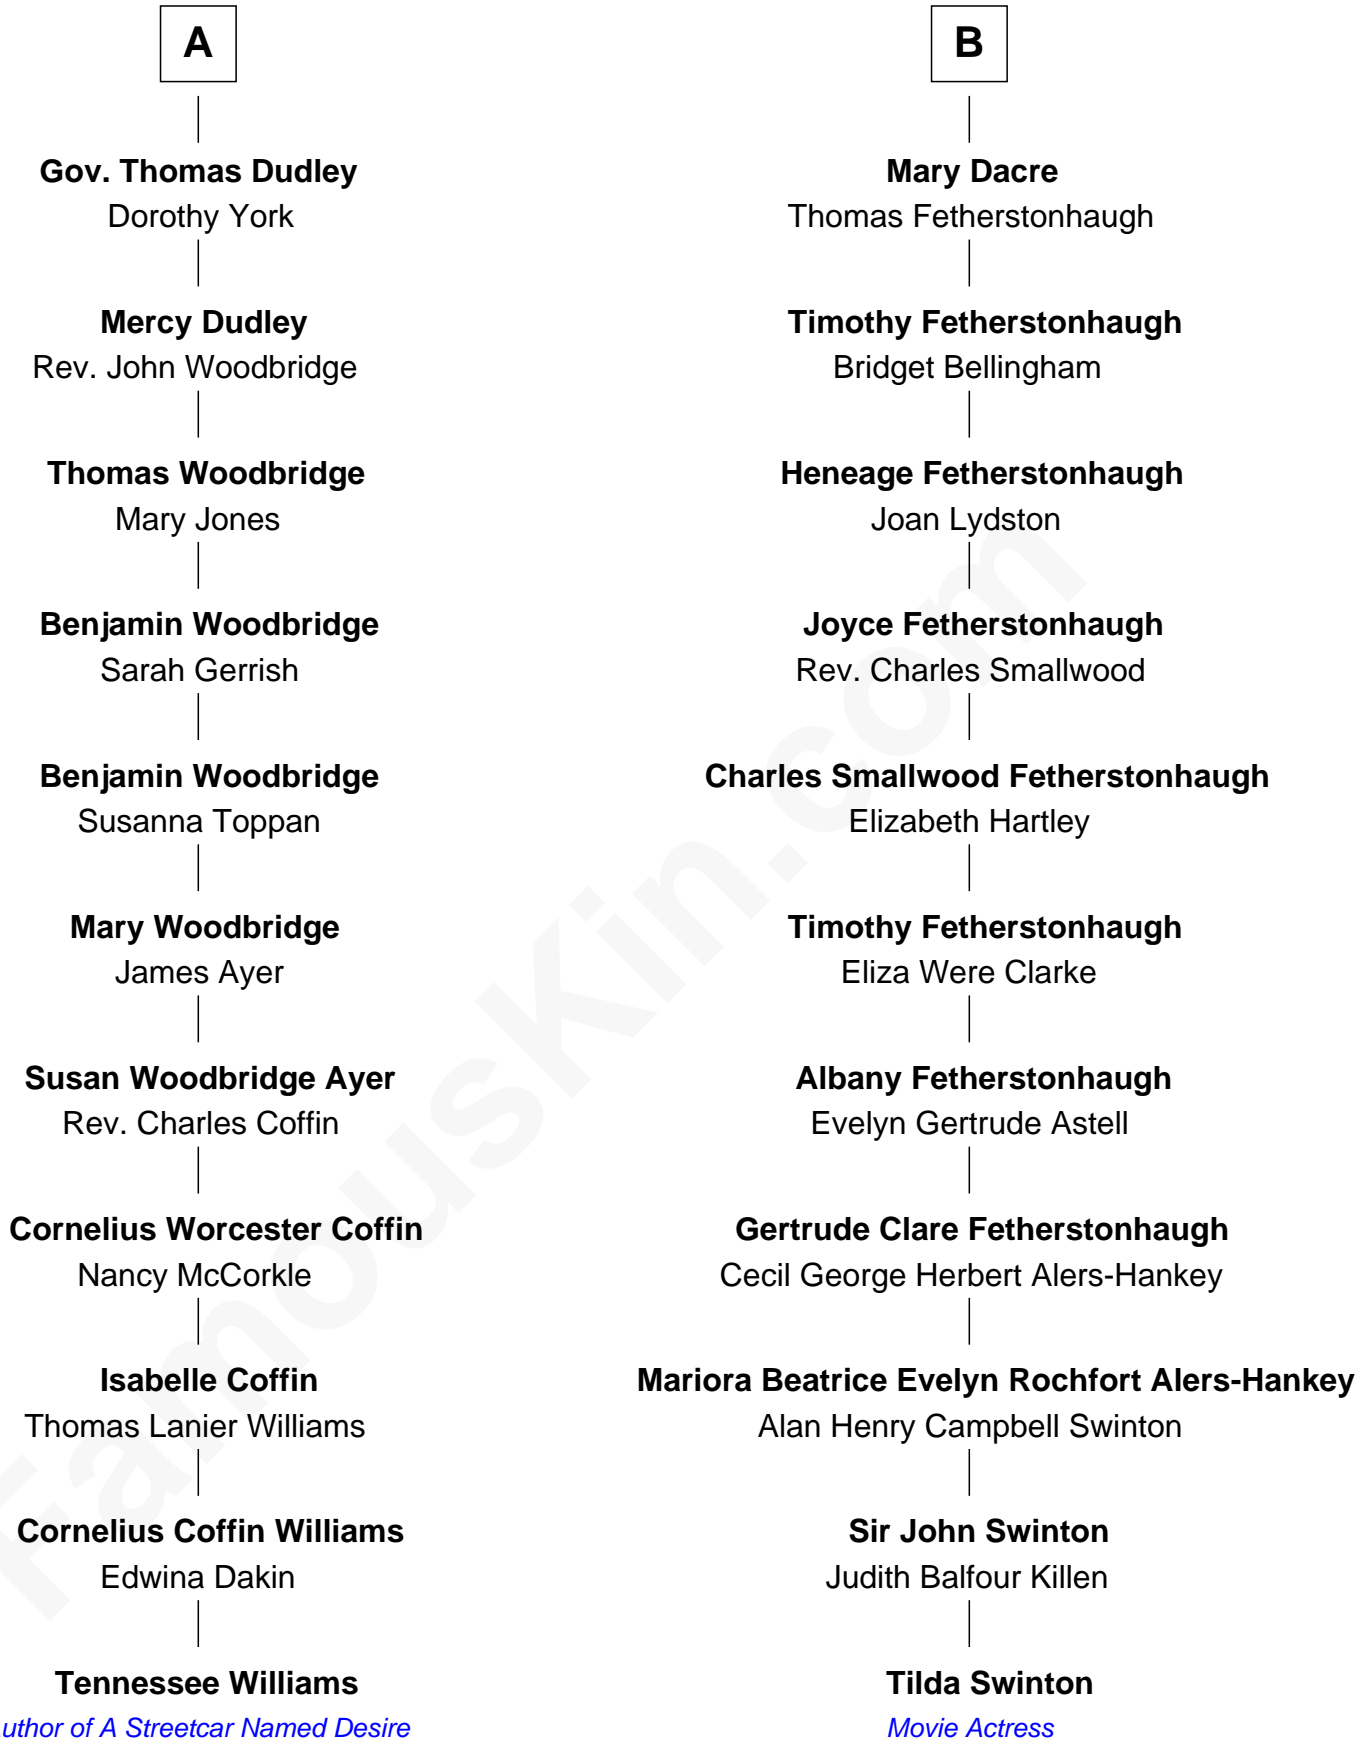 A
Gov. Thomas Dudley
Dorothy York
Mercy Dudley
Rev. John Woodbridge
Thomas Woodbridge
Mary Jones
Benjamin Woodbridge
Sarah Gerrish
Benjamin Woodbridge
Susanna Toppan
Mary Woodbridge
James Ayer
Susan Woodbridge Ayer
Rev. Charles Coffin
Cornelius Worcester Coffin
Nancy McCorkle
Isabelle Coffin
Thomas Lanier Williams
Cornelius Coffin Williams
Edwina Dakin
Tennessee Williams
uthor of A Streetcar Named Desire
B
Mary Dacre
Thomas Fetherstonhaugh
Timothy Fetherstonhaugh
Bridget Bellingham
Heneage Fetherstonhaugh
Joan Lydston
Joyce Fetherstonhaugh
Rev. Charles Smallwood
Charles Smallwood Fetherstonhaugh
Elizabeth Hartley
Timothy Fetherstonhaugh
Eliza Were Clarke
Albany Fetherstonhaugh
Evelyn Gertrude Astell
Gertrude Clare Fetherstonhaugh
Cecil George Herbert Alers-Hankey
Mariora Beatrice Evelyn Rochfort Alers-Hankey
Alan Henry Campbell Swinton
Sir John Swinton
Judith Balfour Killen
Tilda Swinton
Movie Actress
FamousKin.com